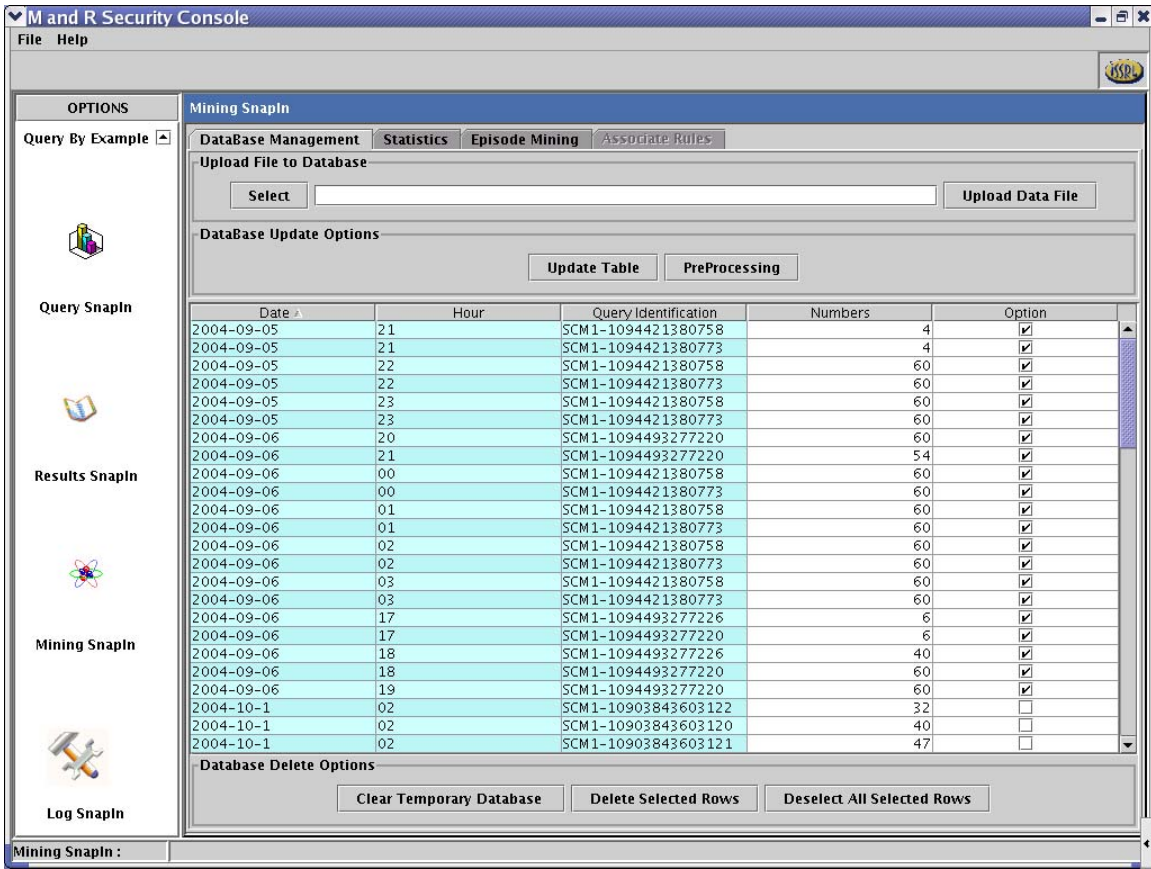 M and R Security Console
File Help
ISSRL
OPTIONS
Query By Example
Query SnapIn
Results SnapIn
Mining SnapIn
Log SnapIn
Mining SnapIn
DataBase Management Statistics Episode Mining Associate Rules
Upload File to Database
Select Upload Data File
DataBase Update Options
Update Table PreProcessing
Date Hour Query Identification Numbers Option
2004-09-05 21 SCM1-1094421380758 4
2004-09-05 21 SCM1-1094421380773 4
2004-09-05 22 SCM1-1094421380758 60
2004-09-05 22 SCM1-1094421380773 60
2004-09-05 23 SCM1-1094421380758 60
2004-09-05 23 SCM1-1094421380773 60
2004-09-06 20 SCM1-1094493277220 60
2004-09-06 21 SCM1-1094493277220 54
2004-09-06 00 SCM1-1094421380758 60
2004-09-06 00 SCM1-1094421380773 60
2004-09-06 01 SCM1-1094421380758 60
2004-09-06 01 SCM1-1094421380773 60
2004-09-06 02 SCM1-1094421380758 60
2004-09-06 02 SCM1-1094421380773 60
2004-09-06 03 SCM1-1094421380758 60
2004-09-06 03 SCM1-1094421380773 60
2004-09-06 17 SCM1-1094493277226 6
2004-09-06 17 SCM1-1094493277220 6
2004-09-06 18 SCM1-1094493277226 40
2004-09-06 18 SCM1-1094493277220 60
2004-09-06 19 SCM1-1094493277220 60
2004-10-1 02 SCM1-10903843603122 32
2004-10-1 02 SCM1-10903843603120 40
2004-10-1 02 SCM1-10903843603121 47
Database Delete Options
Clear Temporary Database Delete Selected Rows Deselect All Selected Rows
Mining SnapIn :